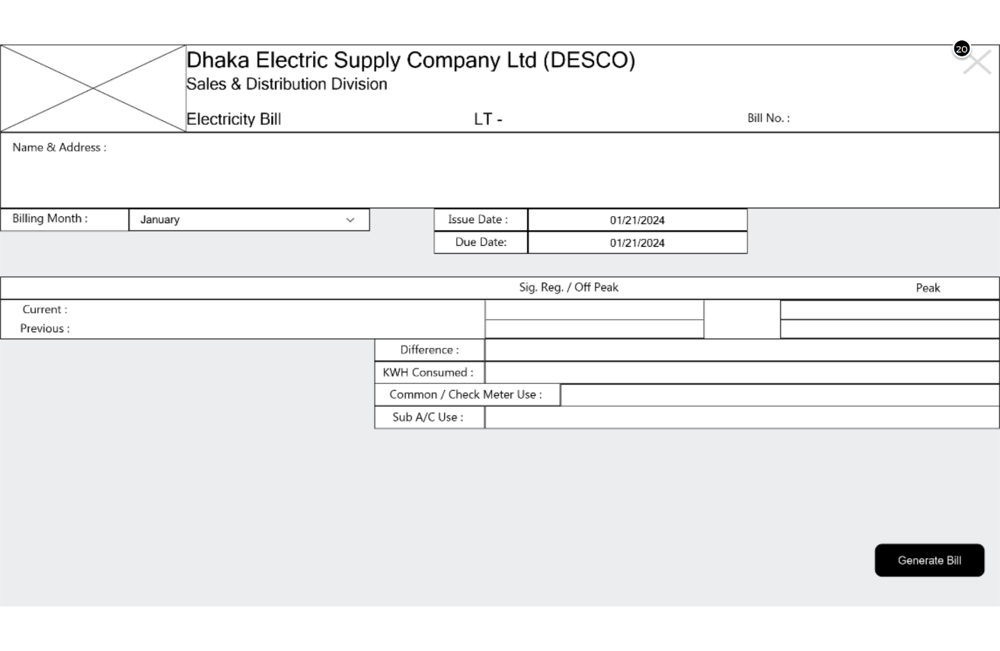 20
Dhaka Electric Supply Company Ltd (DESCO)
Sales & Distribution Division
Electricity Bill LT - Bill No. :
Name & Address :
Billing Month : January Issue Date : 01/21/2024
Due Date: 01/21/2024
Sig. Reg. / Off Peak Peak
Current :
Previous :
Difference :
KWH Consumed :
Common / Check Meter Use :
Sub A/C Use :
Generate Bill